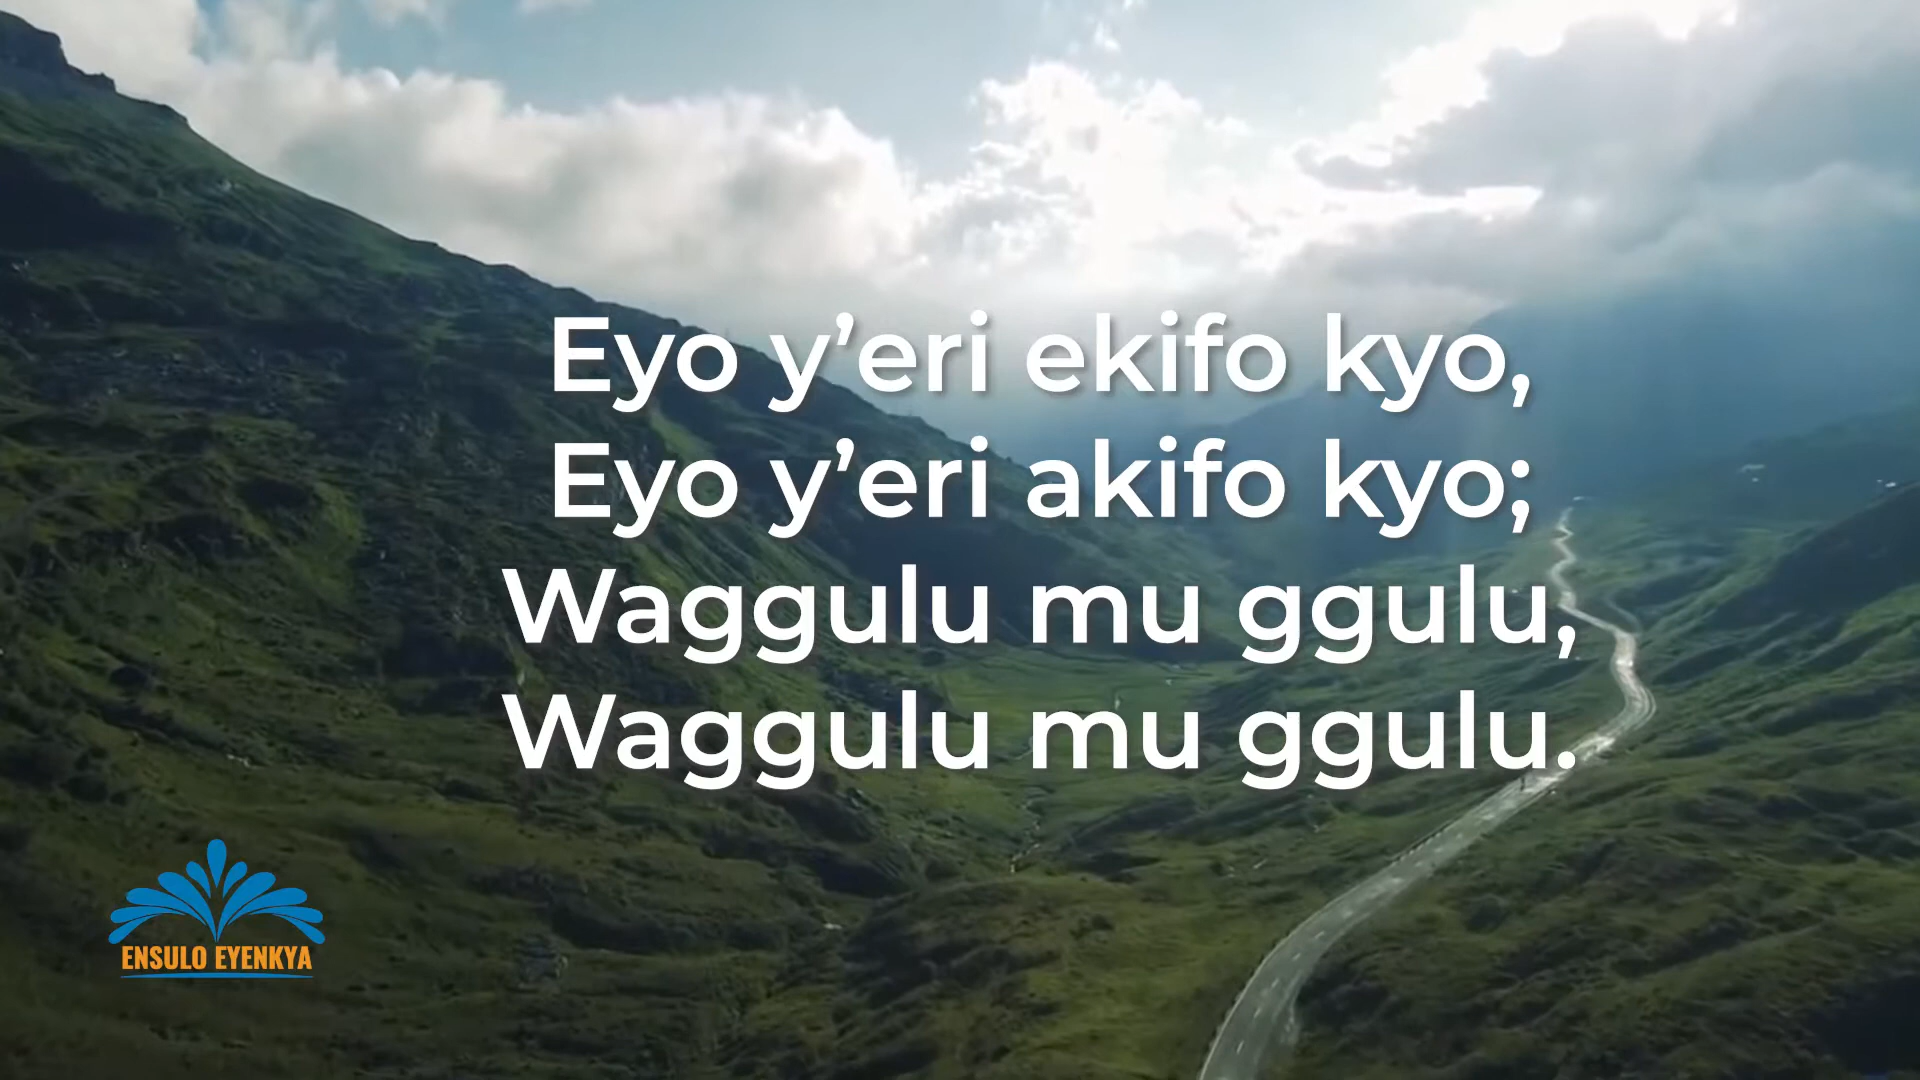 Eyo y’eri ekifo kyo,
Eyo y’eri akifo kyo;
Waggulu mu ggulu,
Waggulu mu ggulu.
ENSULO EYENKYA